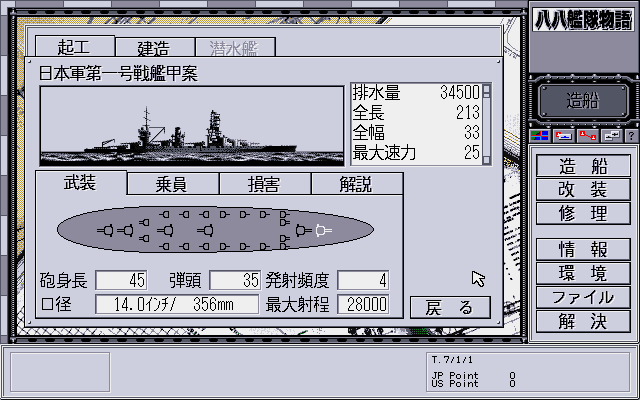 八八艦隊物語
起工 建造 潜水艦
日本軍第一号戦艦甲案
排水量 34500
全長 213
全幅 33
最大速力 25
武装 乗員 損害 解説
砲身長 45 弾頭 35 発射頻度 4
口径 14.0インチ/ 356mm 最大射程 28000
戻る
造船
?
造船
改装
修理
情報
環境
ファイル
解決
T.7/1/1
JP Point 0
US Point 0